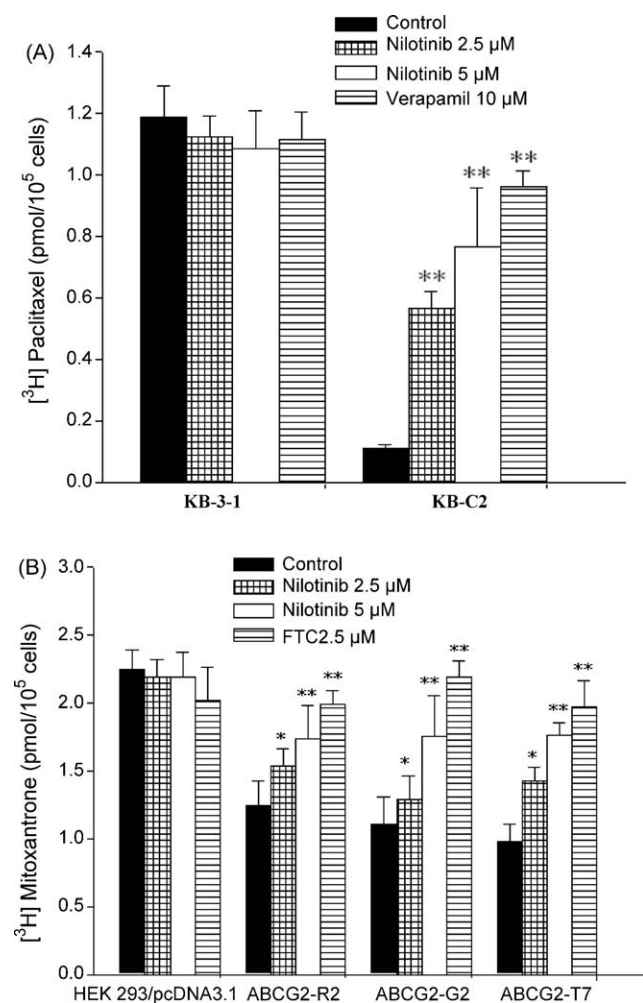 (A)
Control
Nilotinib 2.5 µM
Nilotinib 5 µM
Verapamil 10 µM
[³H] Paclitaxel (pmol/10⁵ cells)
1.4
1.2
1.0
0.8
0.6
0.4
0.2
0.0
**
**
**
KB-3-1
KB-C2
(B)
Control
Nilotinib 2.5 µM
Nilotinib 5 µM
FTC2.5 µM
[³H] Mitoxantrone (pmol/10⁵ cells)
3.0
2.5
2.0
1.5
1.0
0.5
0.0
*
**
**
*
**
**
*
**
**
HEK 293/pcDNA3.1
ABCG2-R2
ABCG2-G2
ABCG2-T7